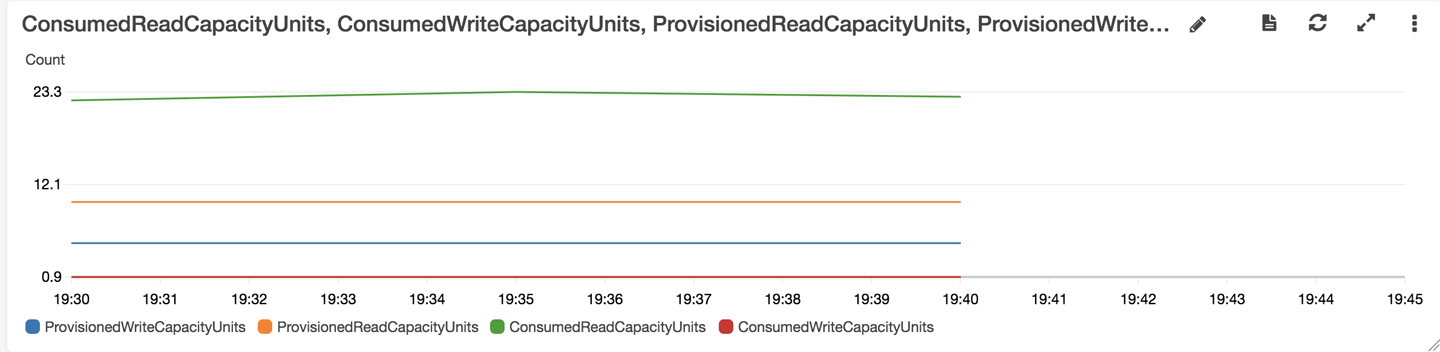 ConsumedReadCapacityUnits, ConsumedWriteCapacityUnits, ProvisionedReadCapacityUnits, ProvisionedWrite...
Count
23.3
12.1
0.9
19:30 19:31 19:32 19:33 19:34 19:35 19:36 19:37 19:38 19:39 19:40 19:41 19:42 19:43 19:44 19:45
ProvisionedWriteCapacityUnits ProvisionedReadCapacityUnits ConsumedReadCapacityUnits ConsumedWriteCapacityUnits